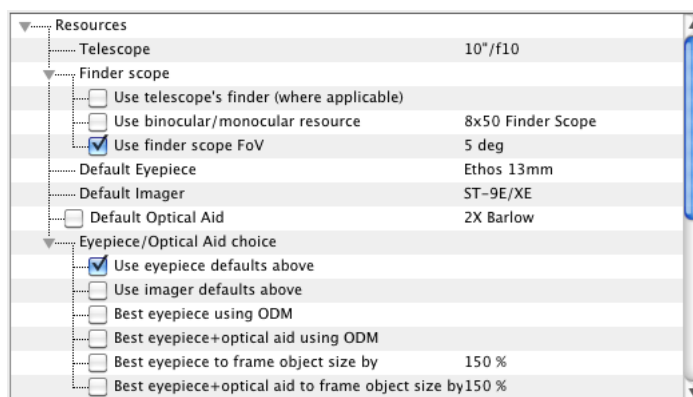 Resources
Telescope 10"/f10
Finder scope
Use telescope's finder (where applicable)
Use binocular/monocular resource 8x50 Finder Scope
Use finder scope FoV 5 deg
Default Eyepiece Ethos 13mm
Default Imager ST-9E/XE
Default Optical Aid 2X Barlow
Eyepiece/Optical Aid choice
Use eyepiece defaults above
Use imager defaults above
Best eyepiece using ODM
Best eyepiece+optical aid using ODM
Best eyepiece to frame object size by 150 %
Best eyepiece+optical aid to frame object size by 150 %